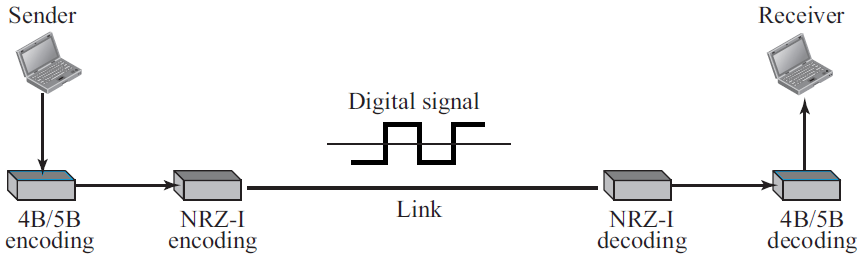 Sender
Receiver
Digital signal
Link
4B/5B
encoding
NRZ-I
encoding
NRZ-I
decoding
4B/5B
decoding